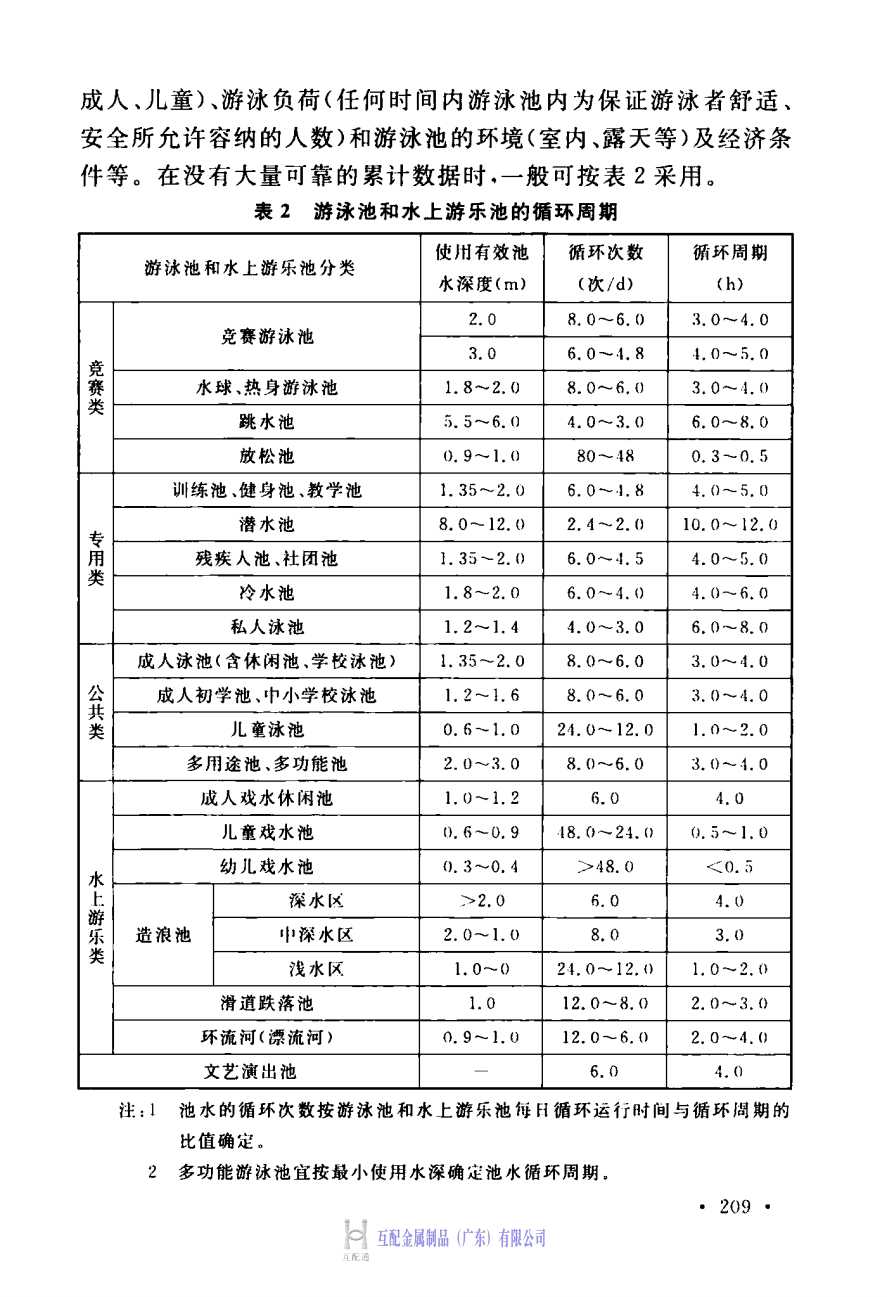 成人、儿童)、游泳负荷(任何时间内游泳池内为保证游泳者舒适、
安全所允许容纳的人数)和游泳池的环境(室内、露天等)及经济条
件等。在没有大量可靠的累计数据时,一般可按表 2 采用。
表 2 游泳池和水上游乐池的循环周期
游泳池和水上游乐池分类 使用有效池水深度(m) 循环次数(次/d) 循环周期(h)
竞赛类
竞赛游泳池 2.0 8.0~6.0 3.0~4.0
3.0 6.0~4.8 4.0~5.0
水球、热身游泳池 1.8~2.0 8.0~6.0 3.0~4.0
跳水池 5.5~6.0 4.0~3.0 6.0~8.0
放松池 0.9~1.0 80~48 0.3~0.5
专用类
训练池、健身池、教学池 1.35~2.0 6.0~4.8 4.0~5.0
潜水池 8.0~12.0 2.4~2.0 10.0~12.0
残疾人池、社团池 1.35~2.0 6.0~4.5 4.0~5.0
冷水池 1.8~2.0 6.0~4.0 4.0~6.0
私人泳池 1.2~1.4 4.0~3.0 6.0~8.0
公共类
成人泳池(含休闲池、学校泳池) 1.35~2.0 8.0~6.0 3.0~4.0
成人初学池、中小学校泳池 1.2~1.6 8.0~6.0 3.0~4.0
儿童泳池 0.6~1.0 24.0~12.0 1.0~2.0
多用途池、多功能池 2.0~3.0 8.0~6.0 3.0~4.0
水上游乐类
成人戏水休闲池 1.0~1.2 6.0 4.0
儿童戏水池 0.6~0.9 48.0~24.0 0.5~1.0
幼儿戏水池 0.3~0.4 >48.0 <0.5
造浪池
深水区 >2.0 6.0 4.0
中深水区 2.0~1.0 8.0 3.0
浅水区 1.0~0 24.0~12.0 1.0~2.0
滑道跌落池 1.0 12.0~8.0 2.0~3.0
环流河(漂流河) 0.9~1.0 12.0~6.0 2.0~4.0
文艺演出池 — 6.0 4.0
注:1 池水的循环次数按游泳池和水上游乐池每日循环运行时间与循环周期的
比值确定。
2 多功能游泳池宜按最小使用水深确定池水循环周期。
· 209 ·
互配金属制品(广东)有限公司
互配通